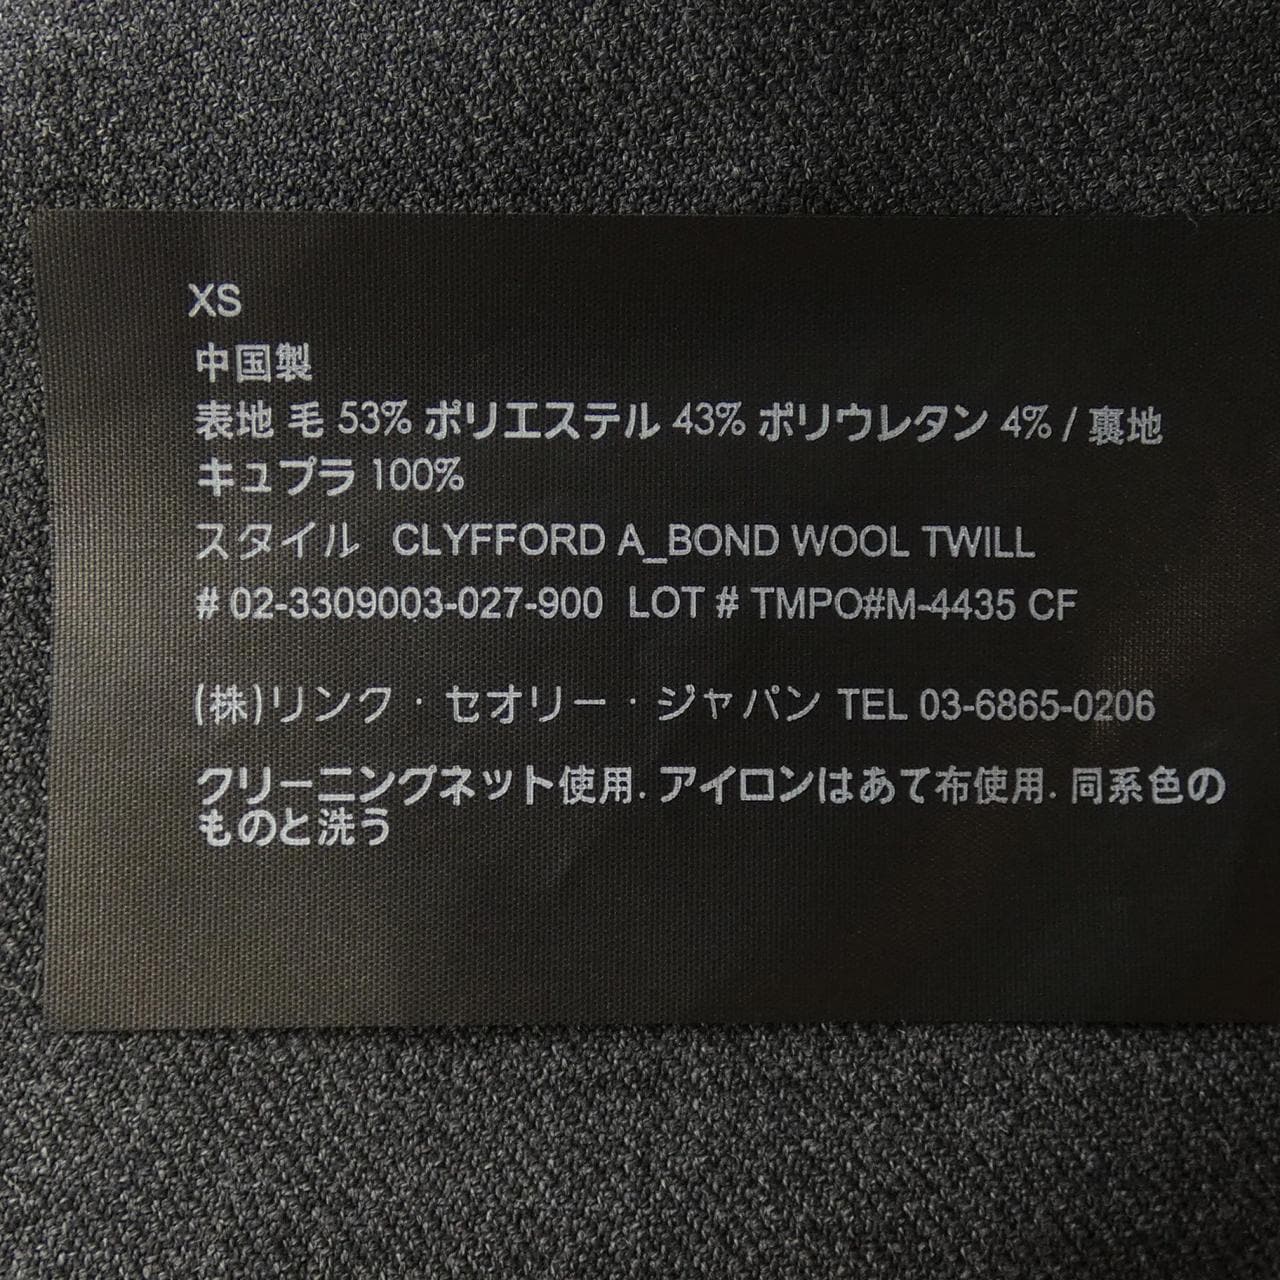 XS
中国製
表地 毛 53% ポリエステル 43% ポリウレタン 4% / 裏地
キュプラ 100%
スタイル CLYFFORD A_BOND WOOL TWILL
# 02-3309003-027-900 LOT # TMPO#M-4435 CF
(株)リンク・セオリー・ジャパン TEL 03-6865-0206
クリーニングネット使用. アイロンはあて布使用. 同系色の
ものと洗う